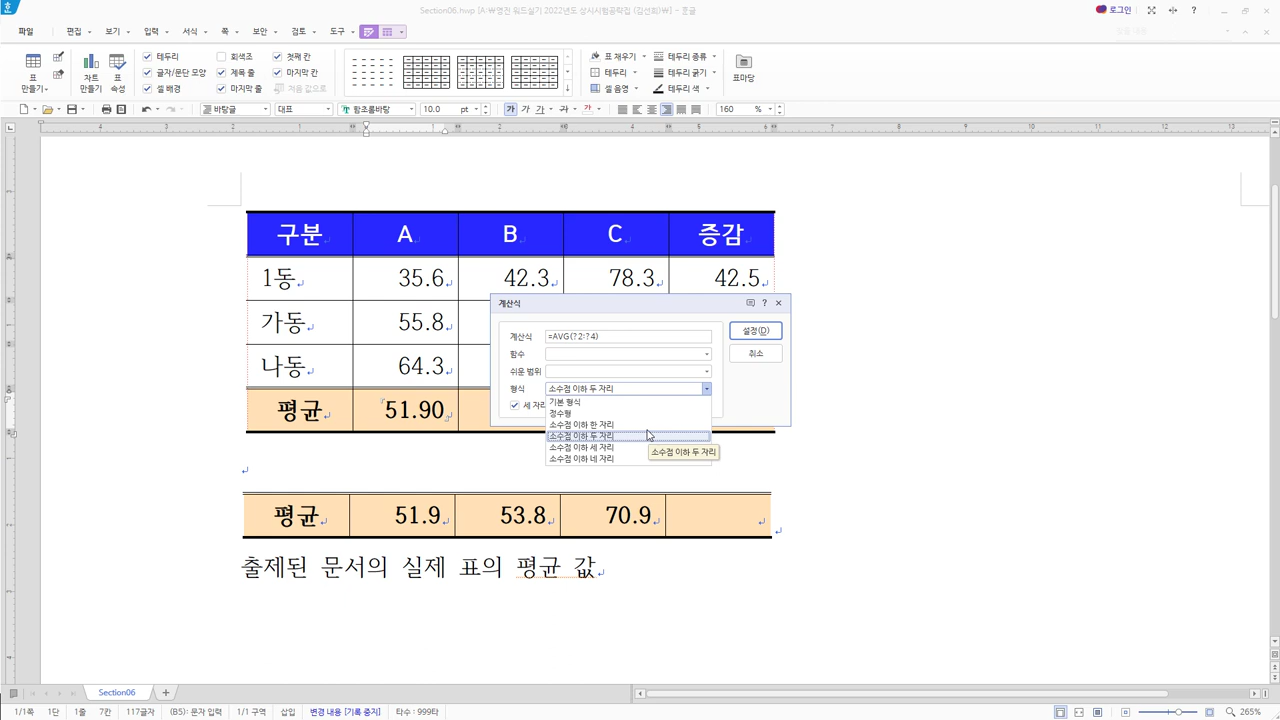 Section06.hwp [A:₩영진 워드실기 2022년도 상시시험공략집 (김선희)₩] - 흔글
로그인
파일 편집 보기 입력 서식 쪽 보안 검토 도구
표 만들기
차트 만들기
표 속성
테두리 회색조 첫째 칸
글자/문단 모양 제목 줄 마지막 칸
셀 배경 마지막 줄 처음 값으로
표 채우기 테두리 종류
테두리 테두리 굵기
셀 음영 테두리 색
표마당
바탕글 대표 함초롬바탕 10.0 pt 가 가 가 가 가 160 %
구분 A B C 증감
1동 35.6 42.3 78.3 42.5
가동 55.8
나동 64.3
평균 51.90
계산식
계산식 =AVG(?2:?4) 설정(D)
함수 취소
쉬운 범위
형식 소수점 이하 두 자리
기본 형식
세 자리
정수형
소수점 이하 한 자리
소수점 이하 두 자리
소수점 이하 세 자리
소수점 이하 네 자리
소수점 이하 두 자리
평균 51.9 53.8 70.9
출제된 문서의 실제 표의 평균 값
Section06
1/1쪽 1단 1줄 7칸 117글자 (B5): 문자 입력 1/1 구역 삽입 변경 내용 [기록 중지] 타수 : 999타 265%